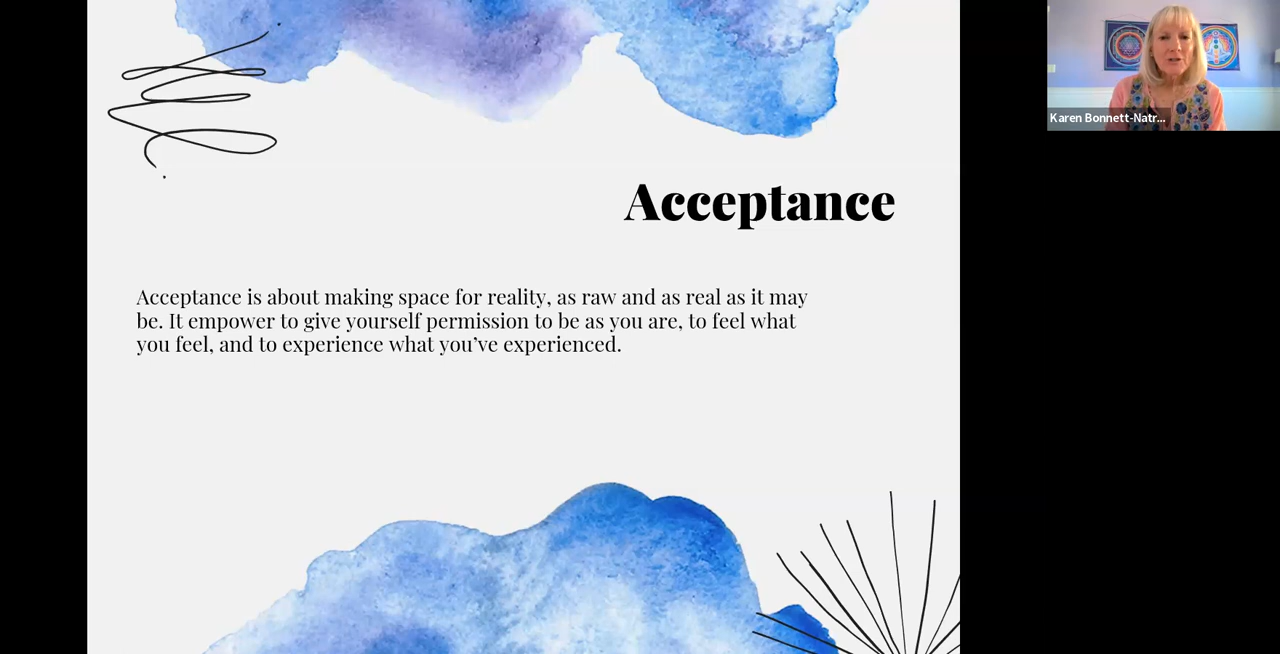 Karen Bonnett-Natr...
Acceptance
Acceptance is about making space for reality, as raw and as real as it may
be. It empower to give yourself permission to be as you are, to feel what
you feel, and to experience what you've experienced.